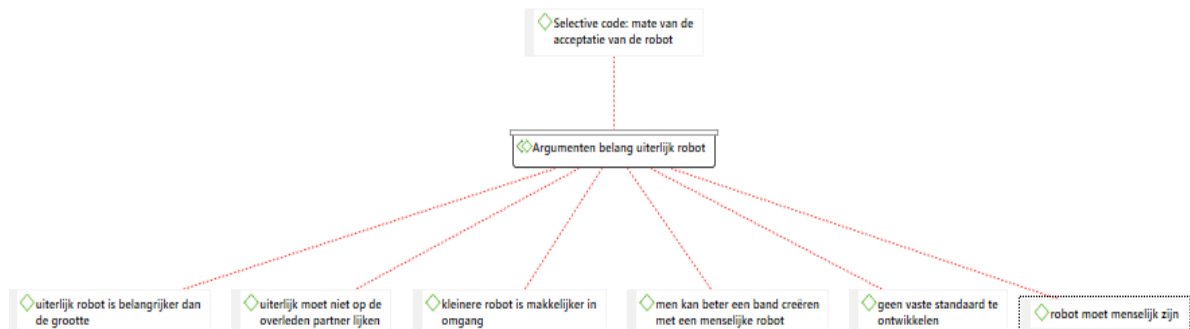 Selective code: mate van de
acceptatie van de robot
Argumenten belang uiterlijk robot
uiterlijk robot is belangrijker dan
de grootte
uiterlijk moet niet op de
overleden partner lijken
kleinere robot is makkelijker in
omgang
men kan beter een band creëren
met een menselijke robot
geen vaste standaard te
ontwikkelen
robot moet menselijk zijn